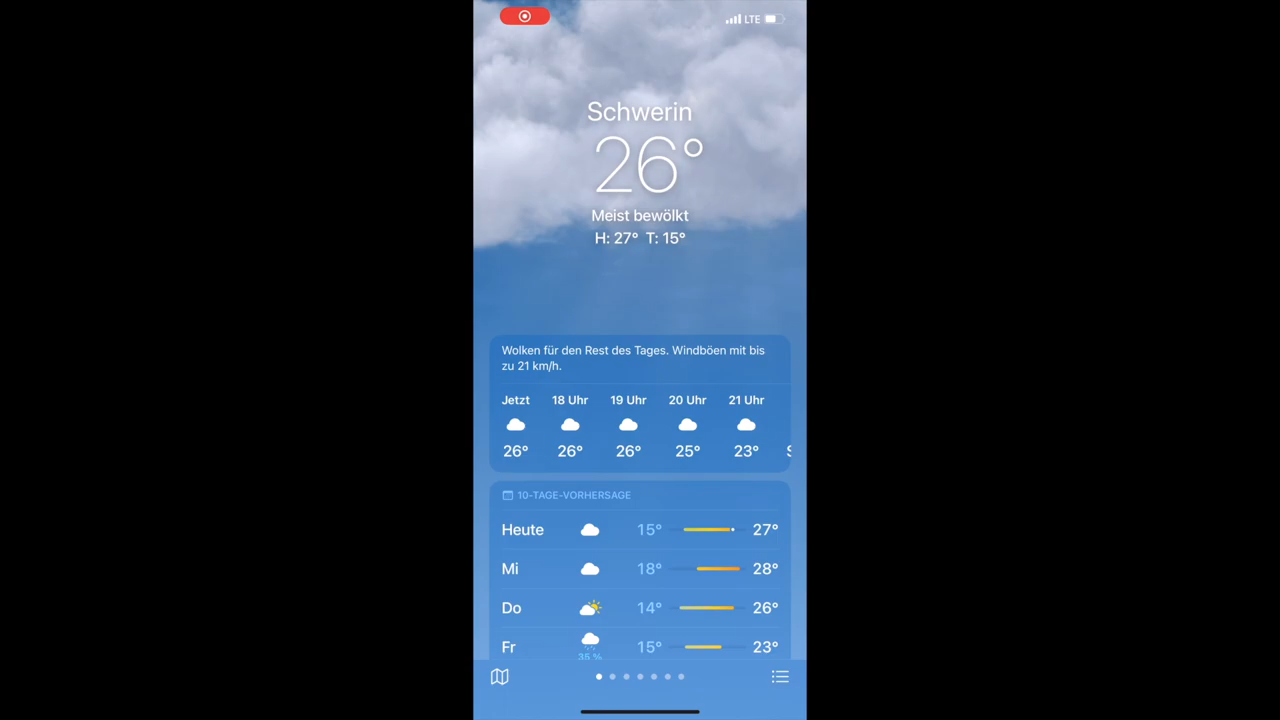 LTE
Schwerin
26°
Meist bewölkt
H: 27° T: 15°
Wolken für den Rest des Tages. Windböen mit bis
zu 21 km/h.
Jetzt 18 Uhr 19 Uhr 20 Uhr 21 Uhr
26° 26° 26° 25° 23°
10-TAGE-VORHERSAGE
Heute 15° 27°
Mi 18° 28°
Do 14° 26°
Fr 15° 23°
35 %